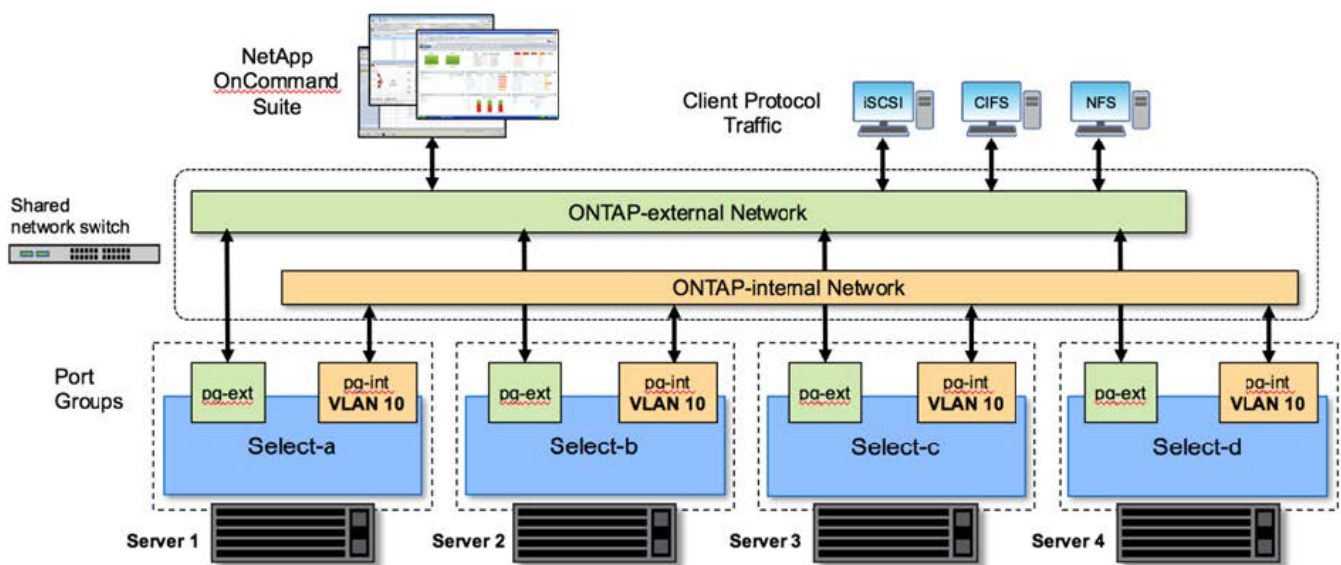 NetApp
OnCommand
Suite
Client Protocol
Traffic
iSCSI
CIFS
NFS
Shared
network switch
ONTAP-external Network
ONTAP-internal Network
Port
Groups
pg-ext
pg-int
VLAN 10
Select-a
pg-ext
pg-int
VLAN 10
Select-b
pg-ext
pg-int
VLAN 10
Select-c
pg-ext
pg-int
VLAN 10
Select-d
Server 1
Server 2
Server 3
Server 4